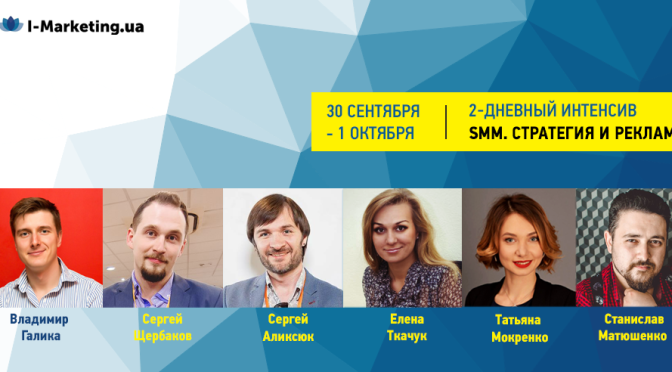 I-Marketing.ua
30 СЕНТЯБРЯ
- 1 ОКТЯБРЯ
2-ДНЕВНЫЙ ИНТЕНСИВ
SMM. СТРАТЕГИЯ И РЕКЛАМ
Владимир
Галика
Сергей
Щербаков
Сергей
Аликсюк
Елена
Ткачук
Татьяна
Мокренко
Станислав
Матюшенко